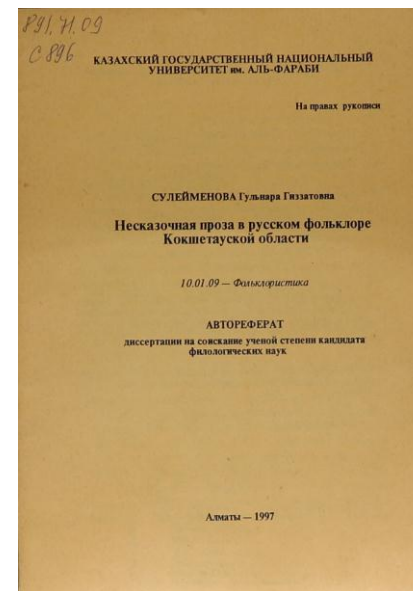 891.71.09
С 896
КАЗАХСКИЙ ГОСУДАРСТВЕННЫЙ НАЦИОНАЛЬНЫЙ
УНИВЕРСИТЕТ им. АЛЬ-ФАРАБИ
На правах рукописи
СУЛЕЙМЕНОВА Гульнара Гиззатовна
Несказочная проза в русском фольклоре
Кокшетауской области
10.01.09 — Фольклористика
АВТОРЕФЕРАТ
диссертации на соискание ученой степени кандидата
филологических наук
Алматы — 1997